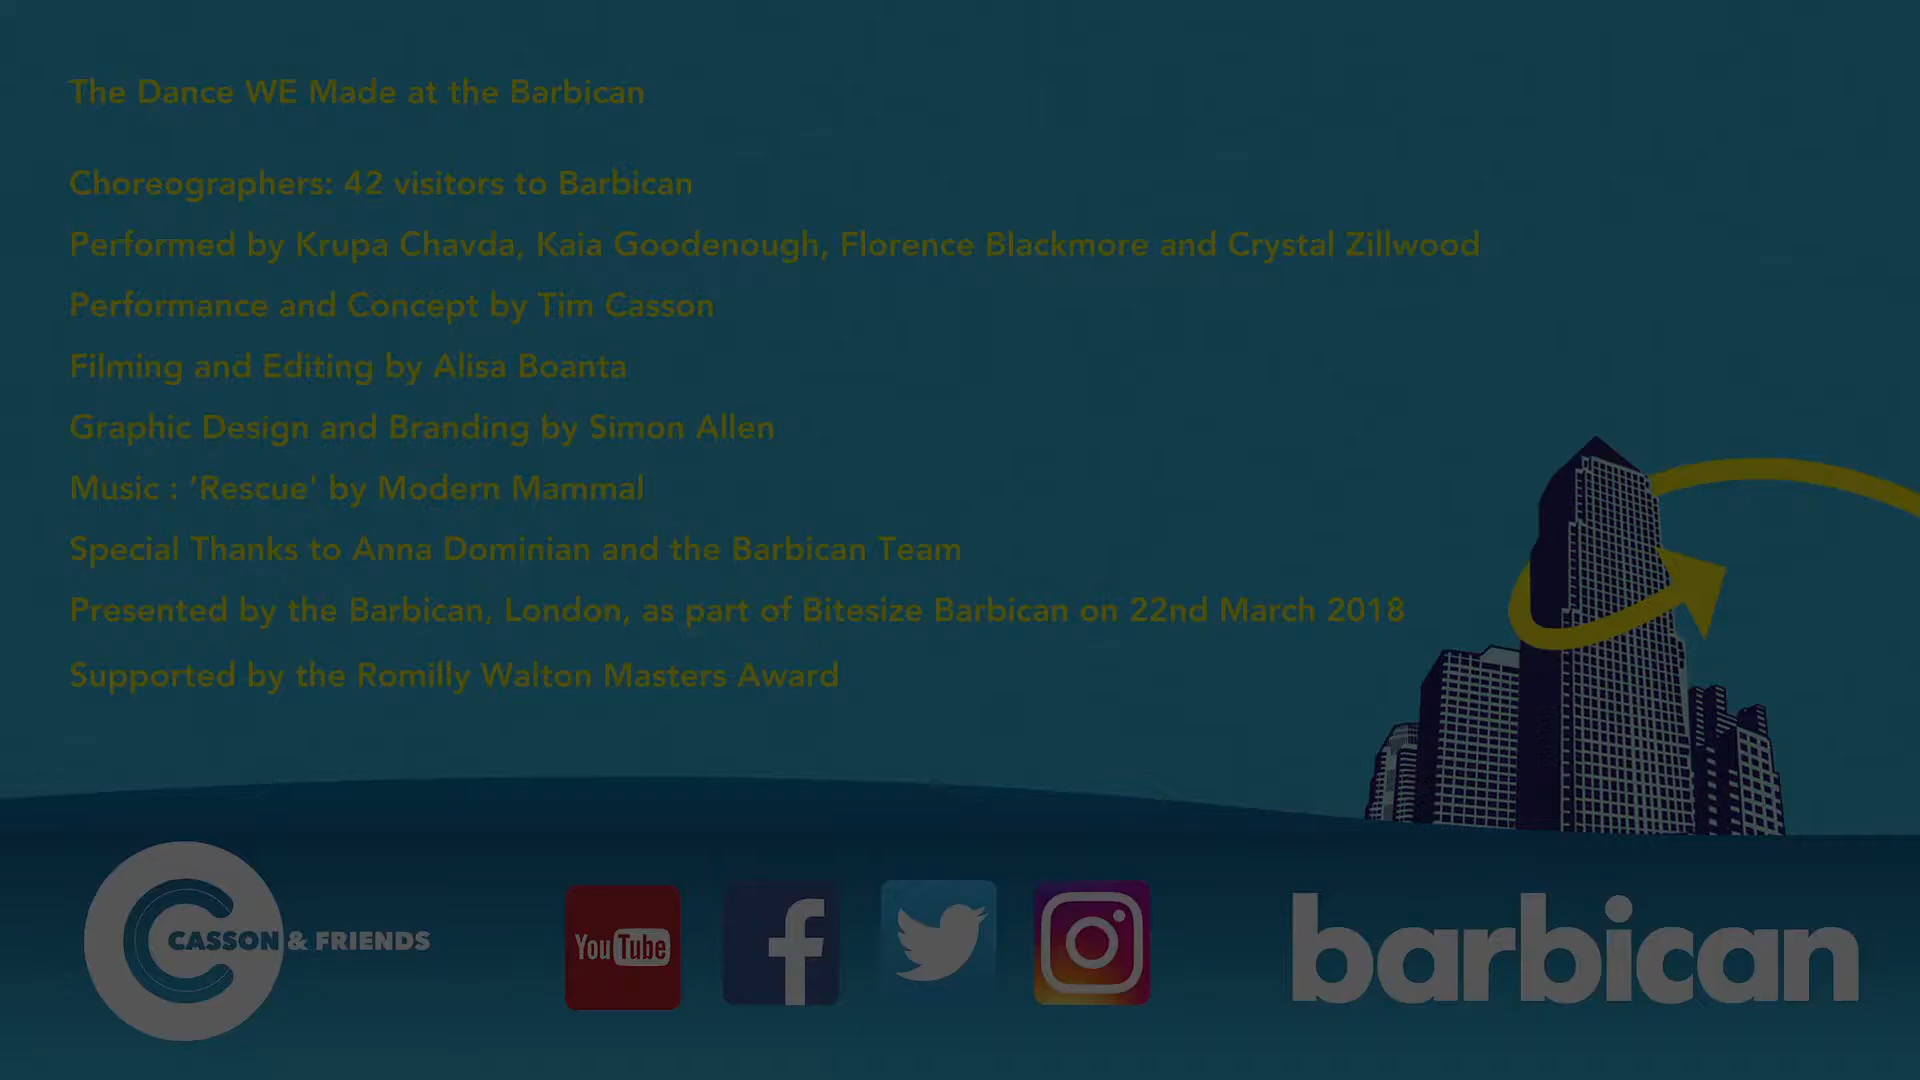 The Dance WE Made at the Barbican
Choreographers: 42 visitors to Barbican
Performed by Krupa Chavda, Kaia Goodenough, Florence Blackmore and Crystal Zillwood
Performance and Concept by Tim Casson
Filming and Editing by Alisa Boanta
Graphic Design and Branding by Simon Allen
Music : 'Rescue' by Modern Mammal
Special Thanks to Anna Dominian and the Barbican Team
Presented by the Barbican, London, as part of Bitesize Barbican on 22nd March 2018
Supported by the Romilly Walton Masters Award
CASSON & FRIENDS
YouTube
f
barbican